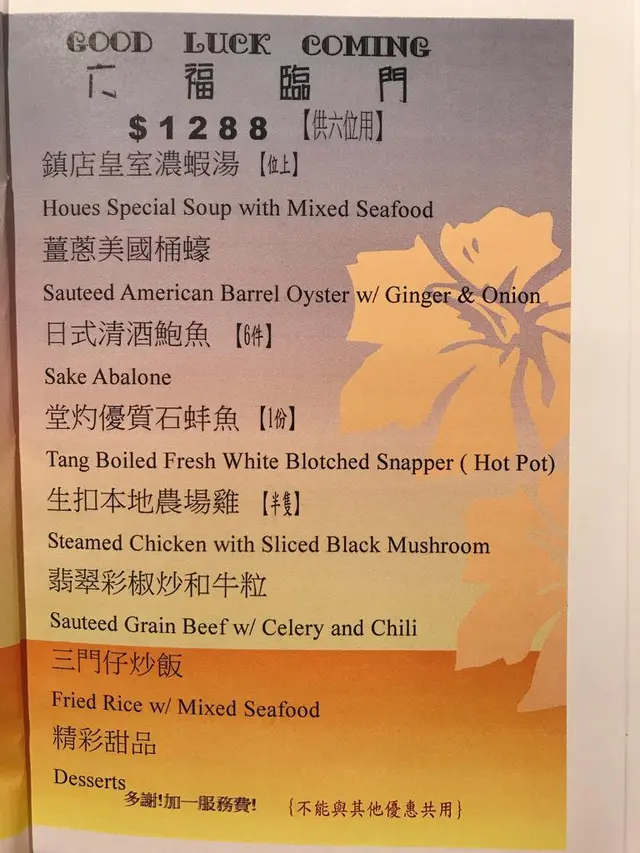 GOOD LUCK COMING
六福臨門
$1288【供六位用】
鎮店皇室濃蝦湯【位上】
Houes Special Soup with Mixed Seafood
薑蔥美國桶蠔
Sauteed American Barrel Oyster w/ Ginger & Onion
日式清酒鮑魚【6件】
Sake Abalone
堂灼優質石蚌魚【1份】
Tang Boiled Fresh White Blotched Snapper ( Hot Pot)
生扣本地農場雞【半隻】
Steamed Chicken with Sliced Black Mushroom
翡翠彩椒炒和牛粒
Sauteed Grain Beef w/ Celery and Chili
三門仔炒飯
Fried Rice w/ Mixed Seafood
精彩甜品
Desserts
多謝!加一服務費! {不能與其他優惠共用}